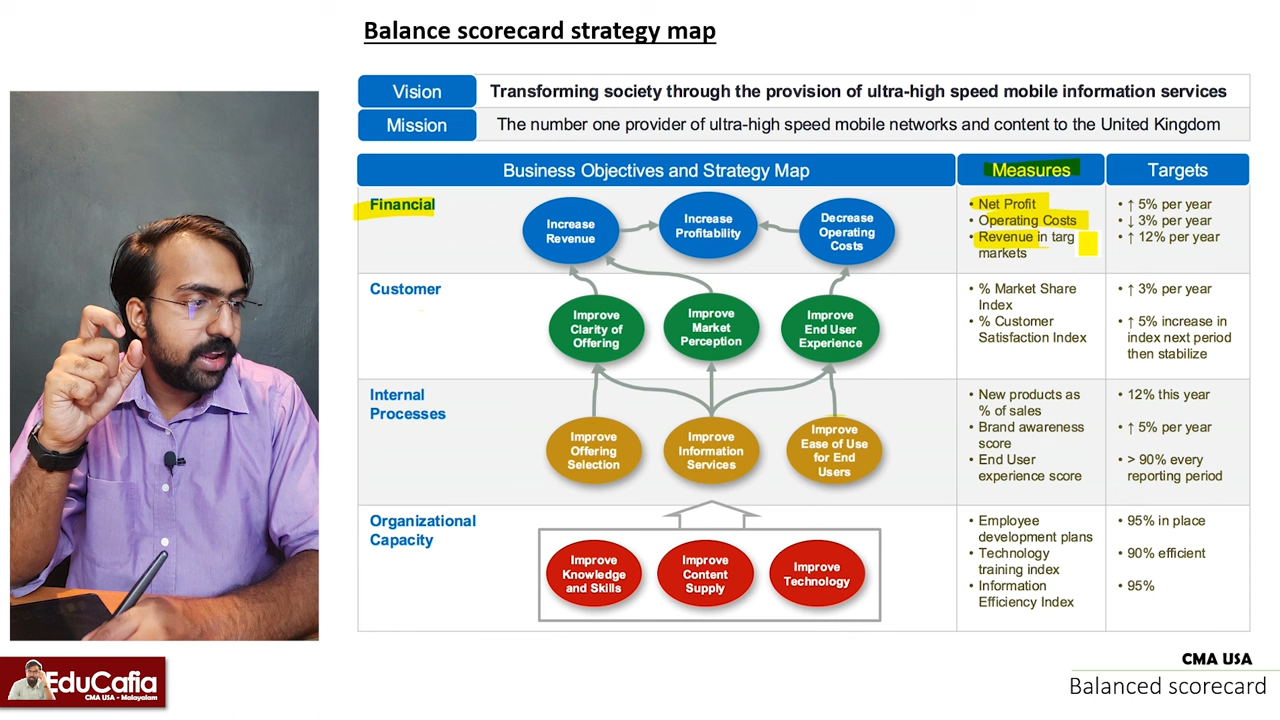 Balance scorecard strategy map
Vision
Transforming society through the provision of ultra-high speed mobile information services
Mission
The number one provider of ultra-high speed mobile networks and content to the United Kingdom
Business Objectives and Strategy Map
Measures
Targets
Financial
Increase
Revenue
Increase
Profitability
Decrease
Operating
Costs
• Net Profit
• Operating Costs
• Revenue in targ
markets
• ↑ 5% per year
• ↓ 3% per year
• ↑ 12% per year
Customer
Improve
Clarity of
Offering
Improve
Market
Perception
Improve
End User
Experience
• % Market Share
Index
• % Customer
Satisfaction Index
• ↑ 3% per year
• ↑ 5% increase in
index next period
then stabilize
Internal
Processes
Improve
Offering
Selection
Improve
Information
Services
Improve
Ease of Use
for End
Users
• New products as
% of sales
• Brand awareness
score
• End User
experience score
• 12% this year
• ↑ 5% per year
• > 90% every
reporting period
Organizational
Capacity
Improve
Knowledge
and Skills
Improve
Content
Supply
Improve
Technology
• Employee
development plans
• Technology
training index
• Information
Efficiency Index
• 95% in place
• 90% efficient
• 95%
EduCafia
CMA USA - Malayalam
CMA USA
Balanced scorecard